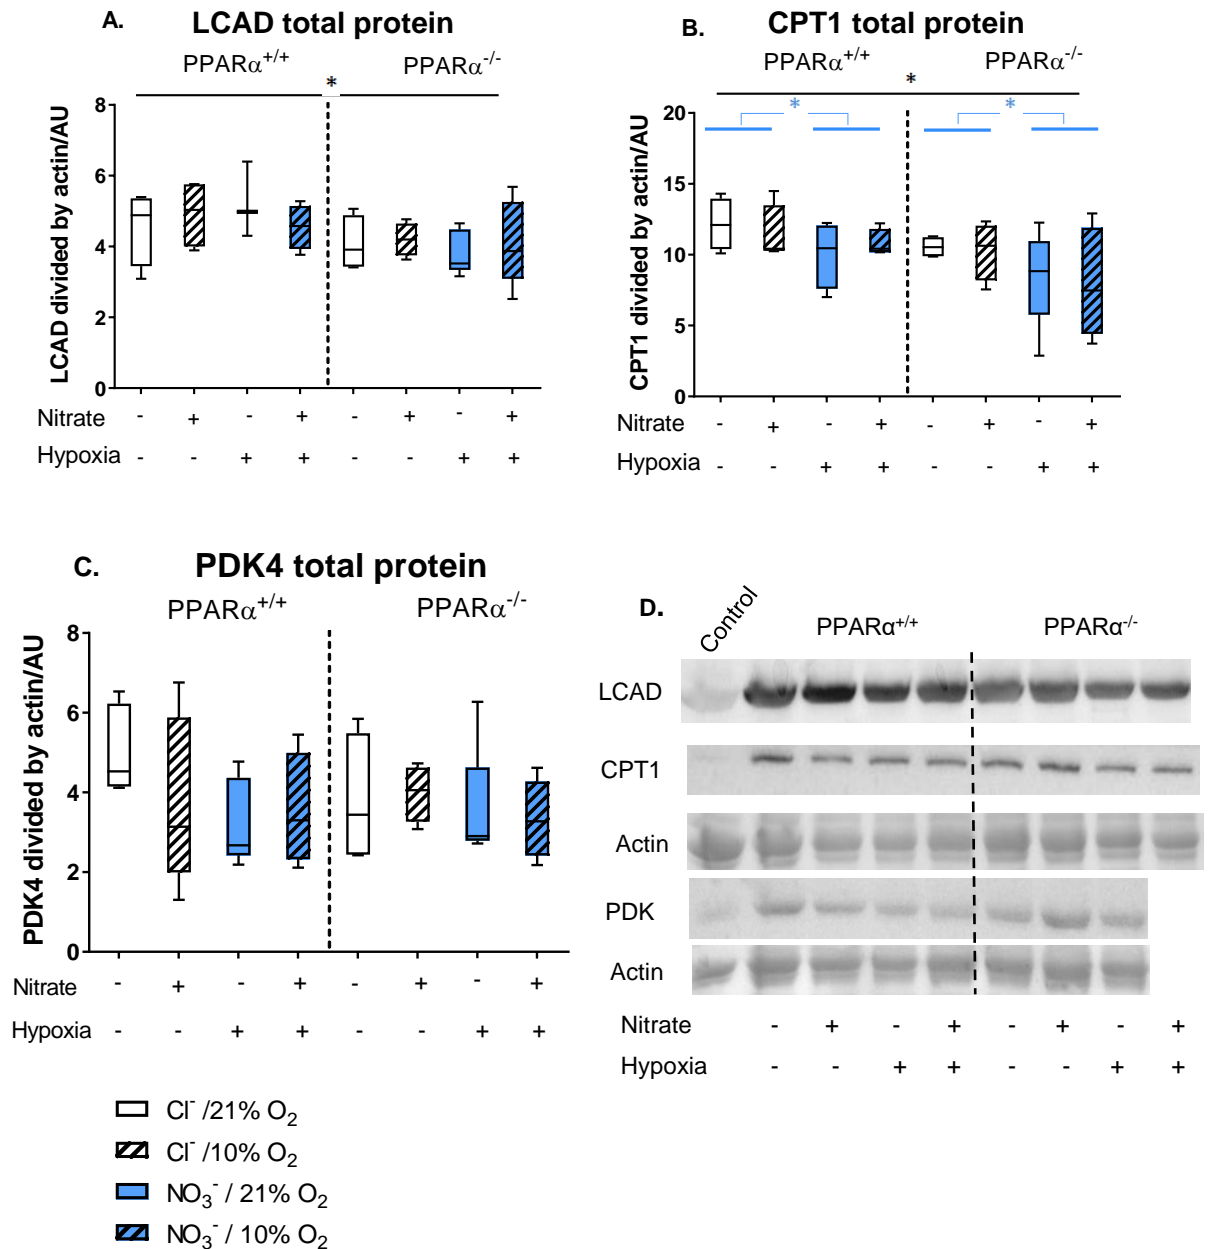 A. LCAD total protein
PPARα+/+ PPARα-/-
*
LCAD divided by actin/AU
8
6
4
2
0
Nitrate - + - + - + - +
Hypoxia - - + + - - + +
B. CPT1 total protein
PPARα+/+ PPARα-/-
*
* *
CPT1 divided by actin/AU
20
15
10
5
0
Nitrate - + - + - + - +
Hypoxia - - + + - - + +
C. PDK4 total protein
PPARα+/+ PPARα-/-
PDK4 divided by actin/AU
8
6
4
2
0
Nitrate - + - + - + - +
Hypoxia - - + + - - + +
Cl- /21% O2
Cl- /10% O2
NO3- / 21% O2
NO3- / 10% O2
D.
Control PPARα+/+ PPARα-/-
LCAD
CPT1
Actin
PDK
Actin
Nitrate - + - + - + - +
Hypoxia - - + + - - + +